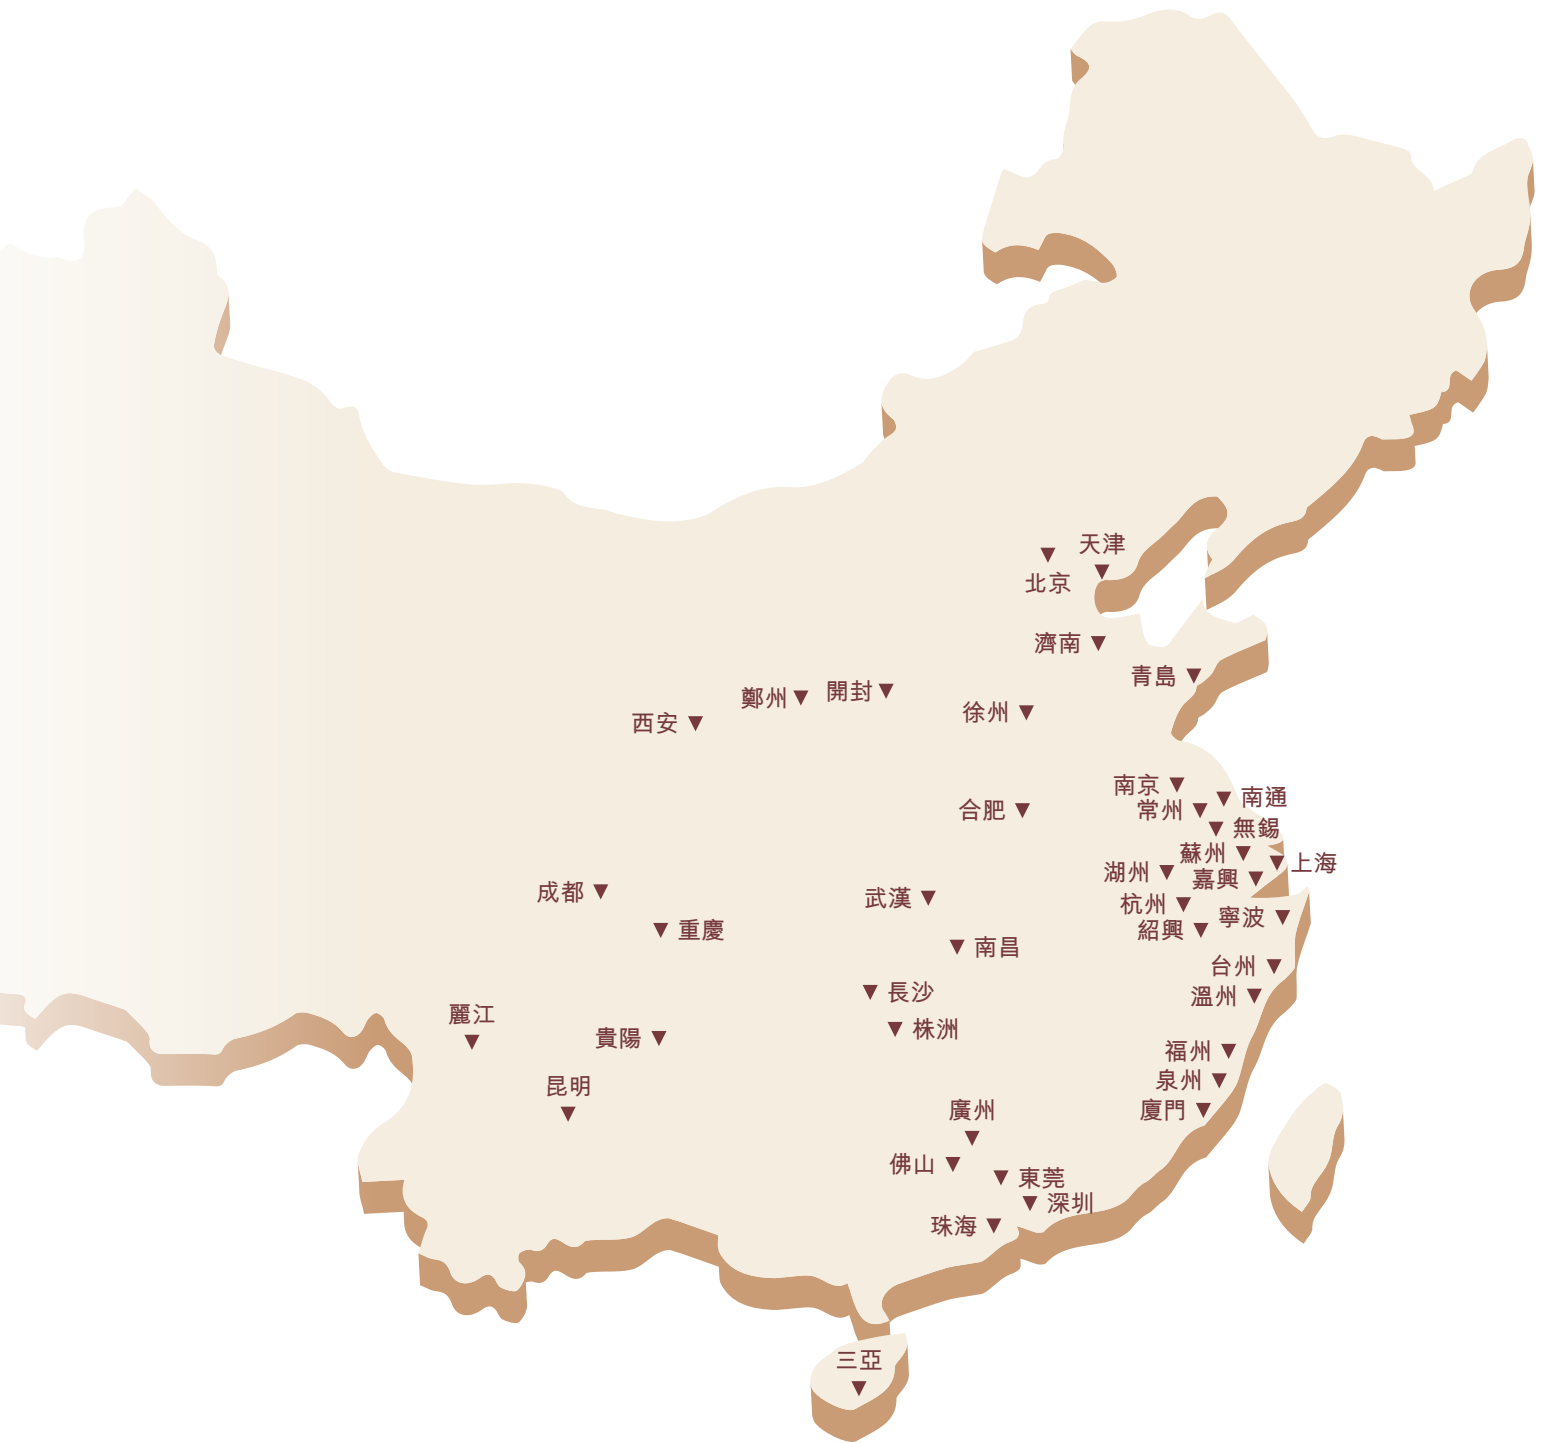 天津
北京
濟南
青島
開封
鄭州
徐州
西安
南京
南通
合肥
常州
無錫
蘇州
上海
湖州
嘉興
成都
武漢
杭州
寧波
重慶
紹興
南昌
台州
長沙
溫州
麗江
株洲
貴陽
福州
泉州
昆明
廣州
廈門
佛山
東莞
深圳
珠海
三亞